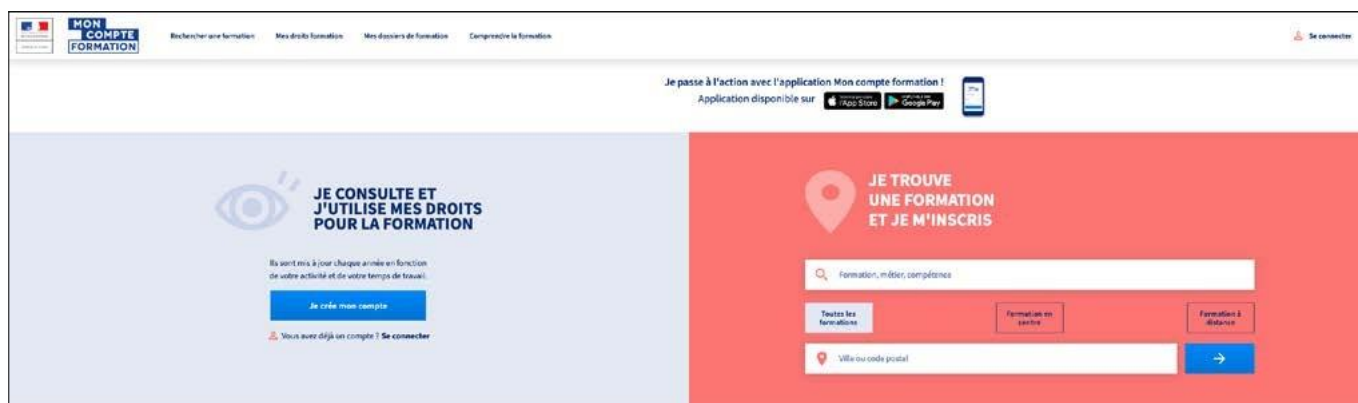 MON
COMPTE
FORMATION
Rechercher une formation
Mes droits formation
Mes dossiers de formation
Comprendre la formation
Se connecter
Je passe à l'action avec l'application Mon compte formation !
Application disponible sur
l'App Store
Google Play
JE CONSULTE ET
J'UTILISE MES DROITS
POUR LA FORMATION
Ils sont mis à jour chaque année en fonction
de votre activité et de votre temps de travail.
Je crée mon compte
Vous avez déjà un compte ? Se connecter
JE TROUVE
UNE FORMATION
ET JE M'INSCRIS
Formation, métier, compétence
Toutes les
formations
Formation en
centre
Formation à
distance
Ville ou code postal